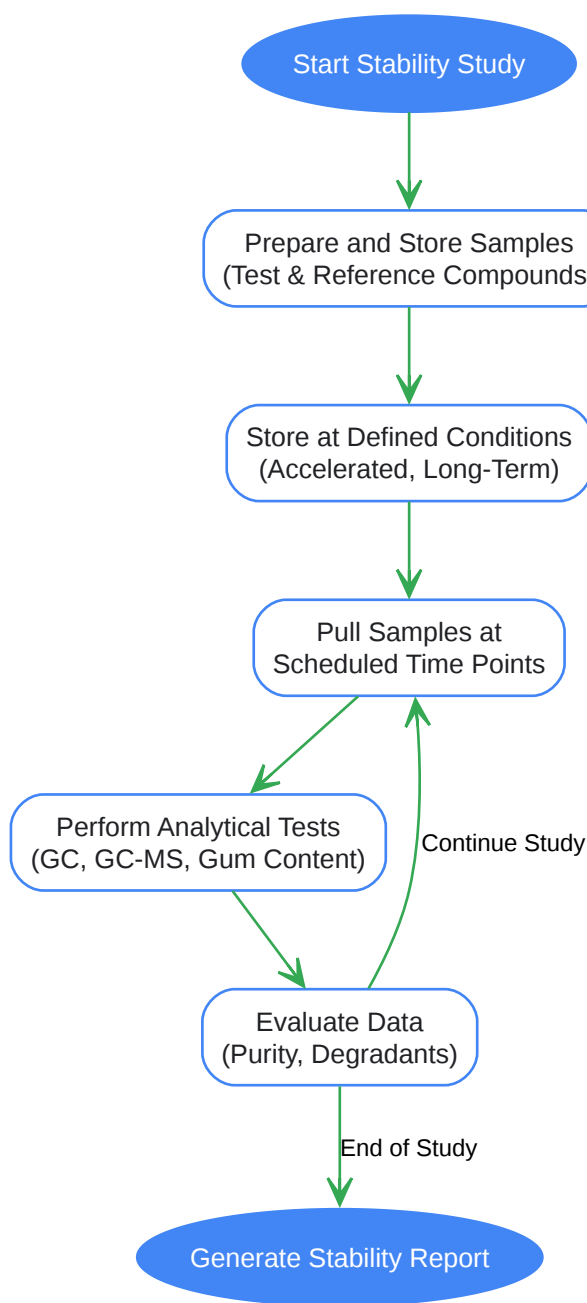 Start Stability Study
Prepare and Store Samples
(Test & Reference Compounds
Store at Defined Conditions
(Accelerated, Long-Term)
Pull Samples at
Scheduled Time Points
Perform Analytical Tests
(GC, GC-MS, Gum Content)
Continue Study
Evaluate Data
(Purity, Degradants)
End of Study
Generate Stability Report